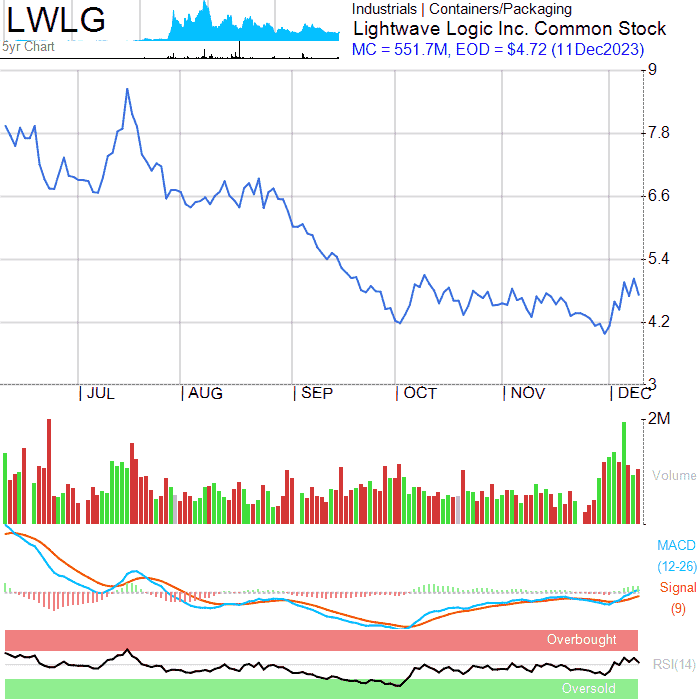 LWLG
5yr Chart
Industrials | Containers/Packaging
Lightwave Logic Inc. Common Stock
MC = 551.7M, EOD = $4.72 (11Dec2023)
9
7.8
6.6
5.4
4.2
3
JUL
AUG
SEP
OCT
NOV
DEC
2M
Volume
MACD
(12-26)
Signal
(9)
Overbought
RSI(14)
Oversold